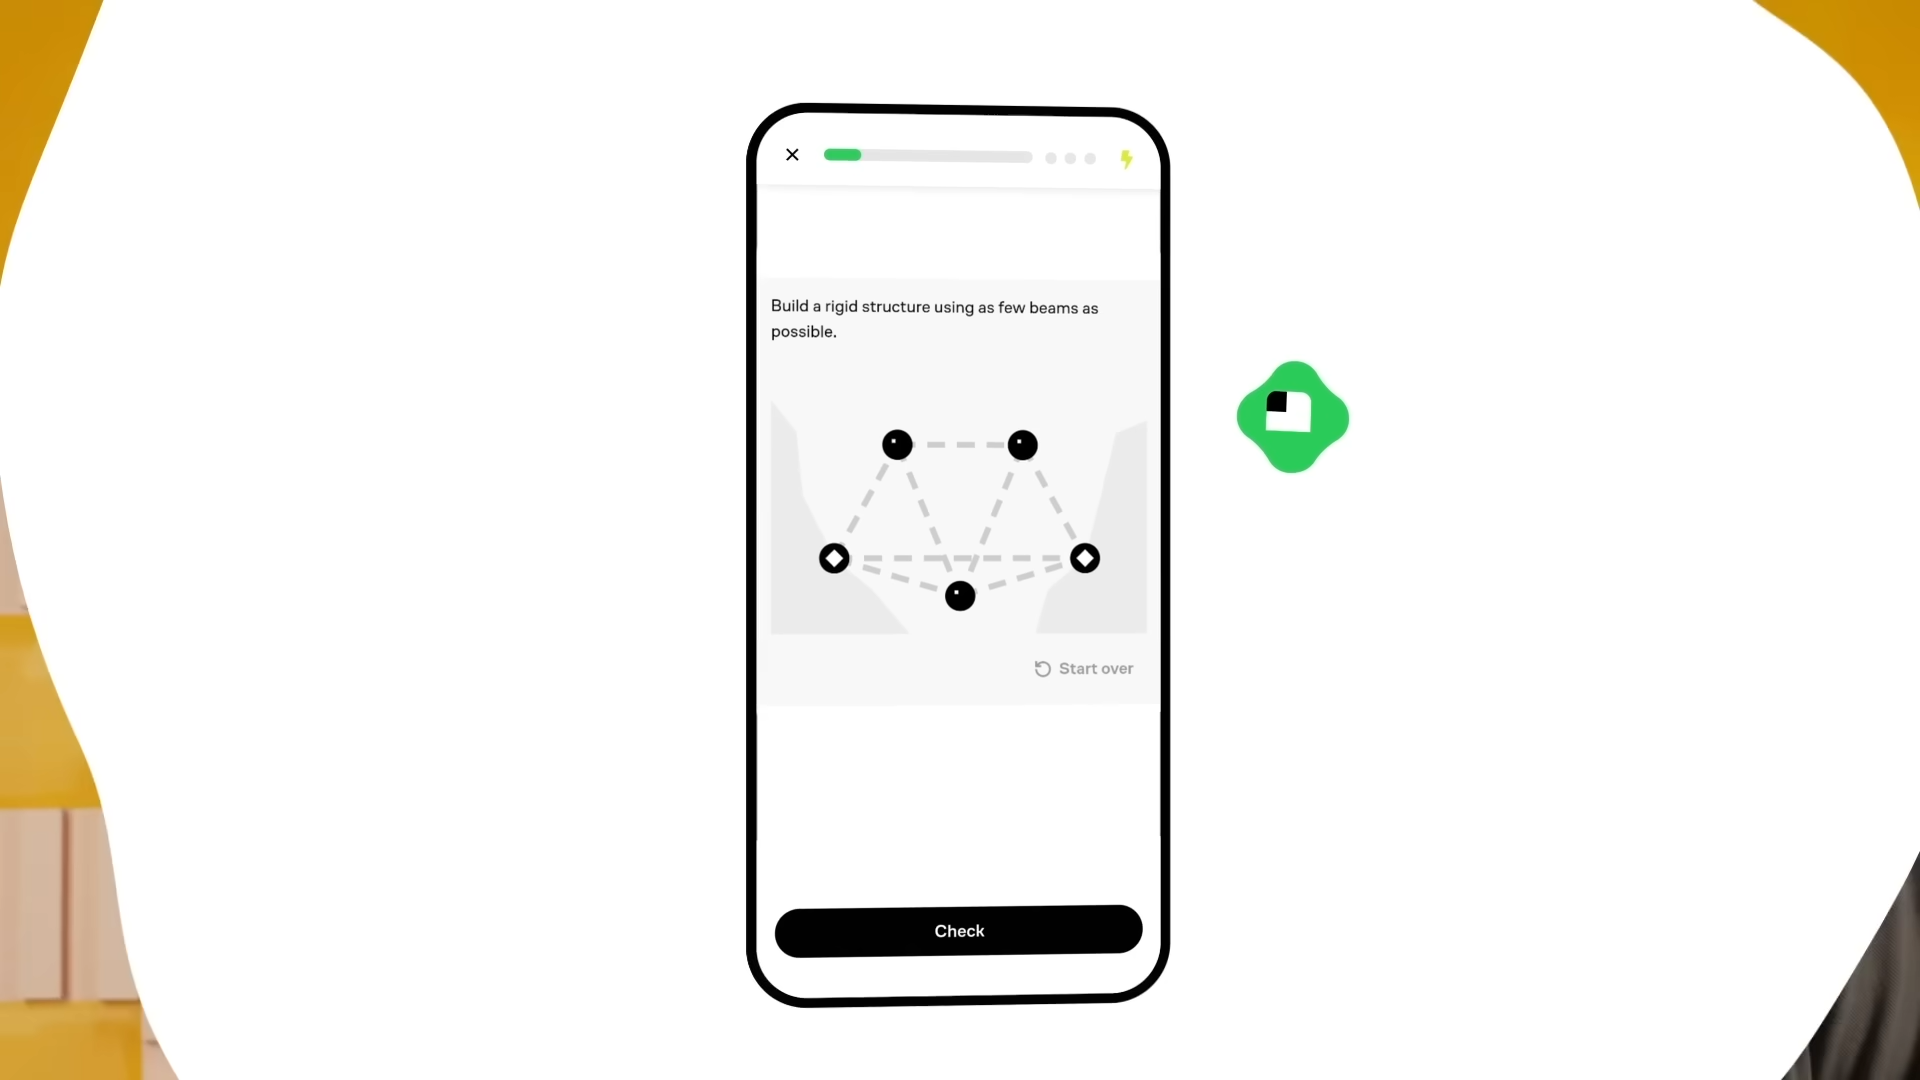 Build a rigid structure using as few beams as
possible.
Start over
Check